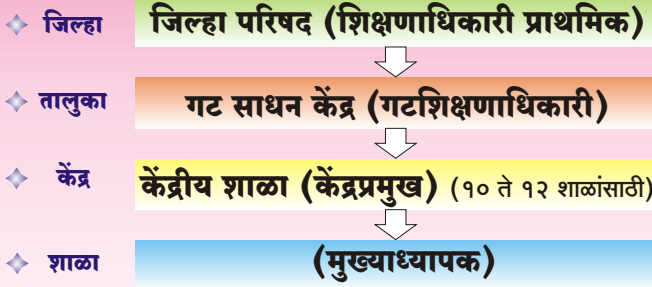 जिल्हा जिल्हा परिषद (शिक्षणाधिकारी प्राथमिक)
तालुका गट साधन केंद्र (गटशिक्षणाधिकारी)
केंद्र केंद्रीय शाळा (केंद्रप्रमुख) (१० ते १२ शाळांसाठी)
शाळा (मुख्याध्यापक)